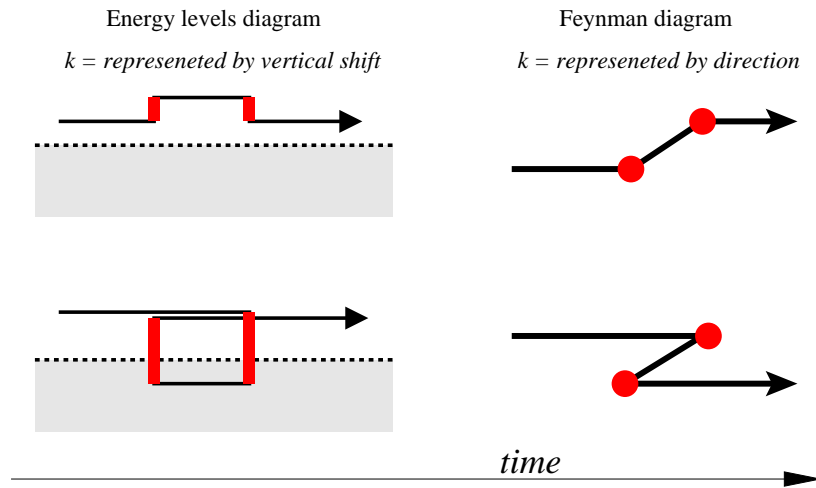 Energy levels diagram
Feynman diagram
k = represeneted by vertical shift
k = represeneted by direction
time